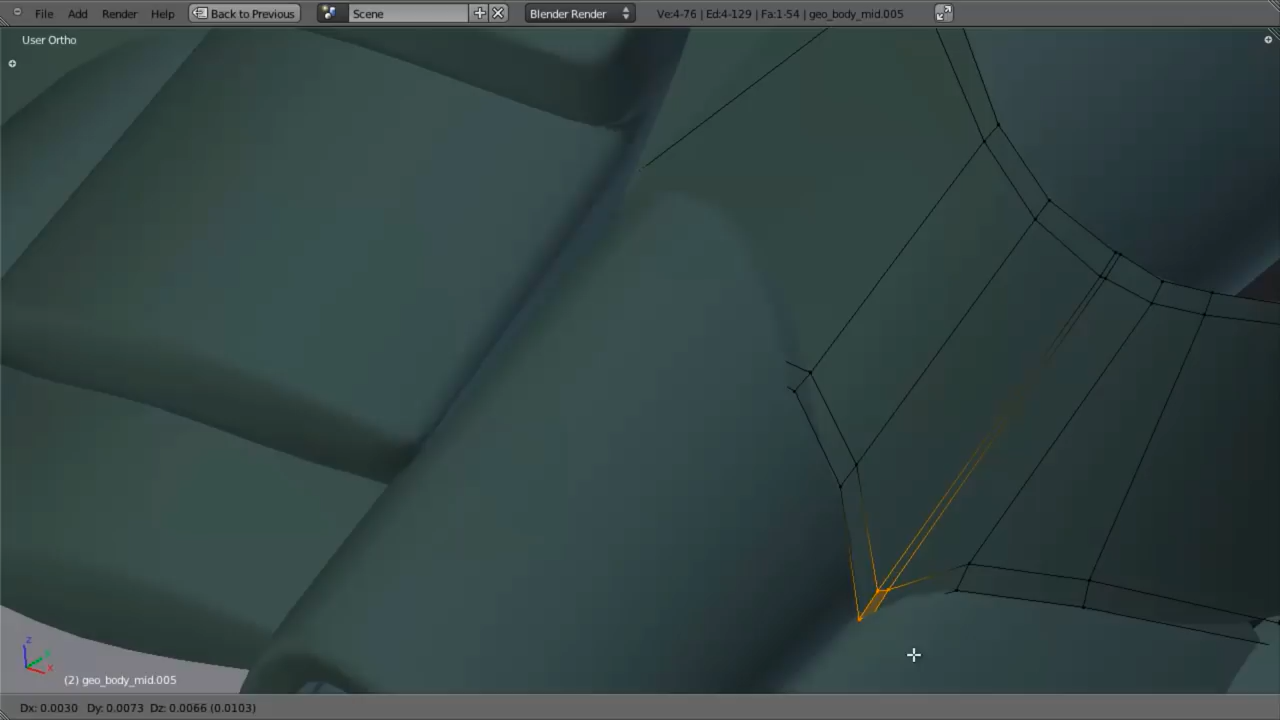 File Add Render Help Back to Previous Scene Blender Render Ve:4-76 | Ed:4-129 | Fa:1-54 | geo_body_mid.005
User Ortho
z
y
x
(2) geo_body_mid.005
Dx: 0.0030 Dy: 0.0073 Dz: 0.0066 (0.0103)